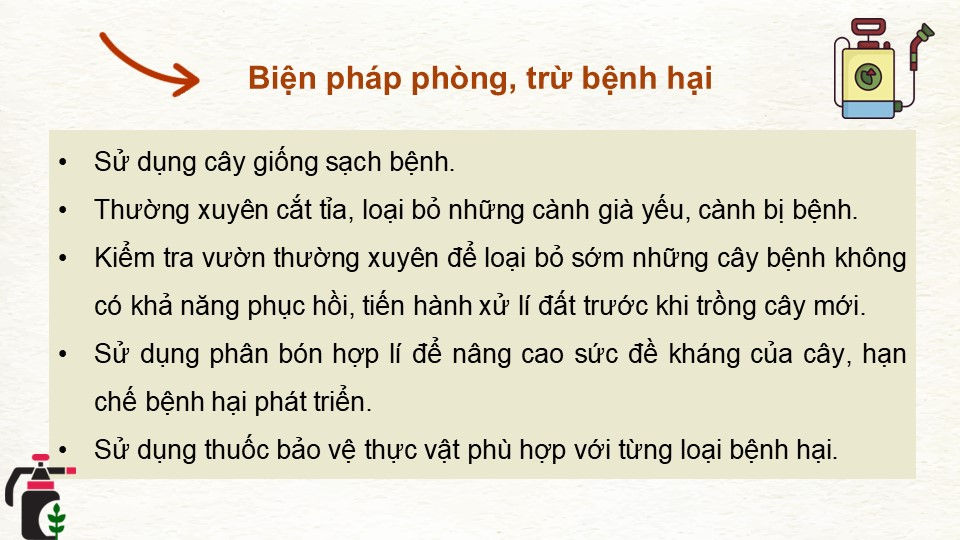 Biện pháp phòng, trừ bệnh hại
• Sử dụng cây giống sạch bệnh.
• Thường xuyên cắt tỉa, loại bỏ những cành già yếu, cành bị bệnh.
• Kiểm tra vườn thường xuyên để loại bỏ sớm những cây bệnh không
có khả năng phục hồi, tiến hành xử lí đất trước khi trồng cây mới.
• Sử dụng phân bón hợp lí để nâng cao sức đề kháng của cây, hạn
chế bệnh hại phát triển.
• Sử dụng thuốc bảo vệ thực vật phù hợp với từng loại bệnh hại.